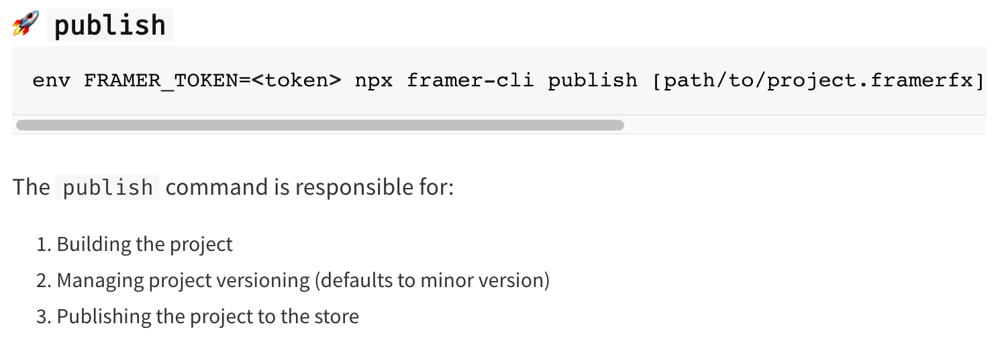 🚀 publish
env FRAMER_TOKEN=<token> npx framer-cli publish [path/to/project.framerfx]
The publish command is responsible for:
1. Building the project
2. Managing project versioning (defaults to minor version)
3. Publishing the project to the store